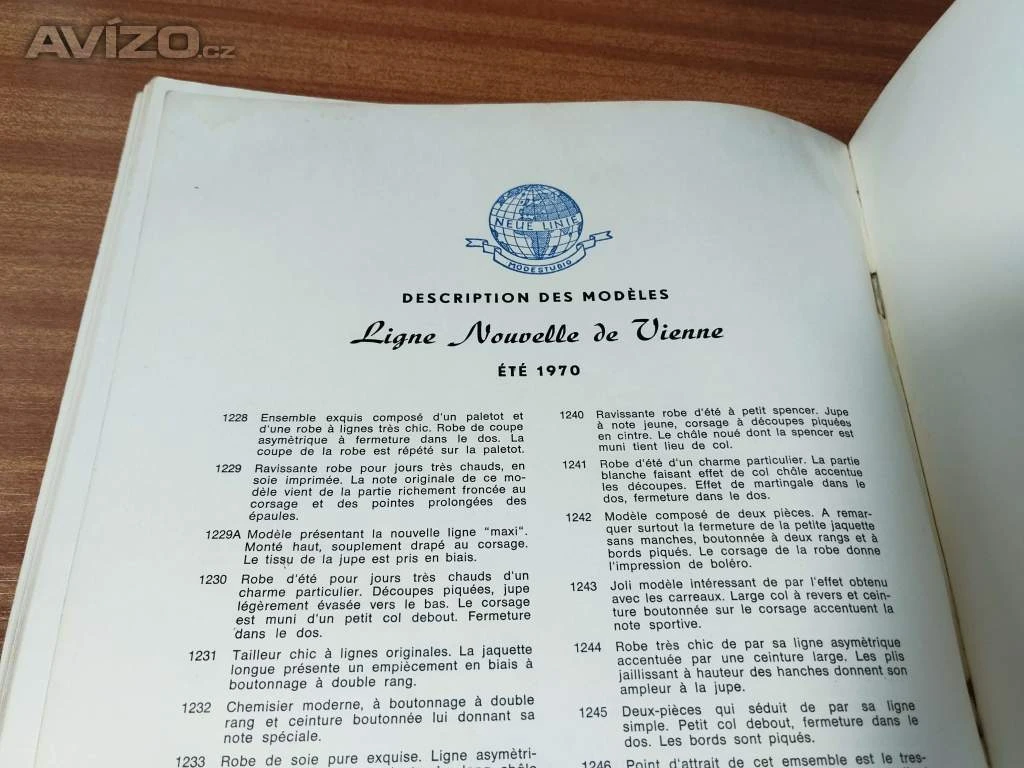 AVÍZO.cz
NEUE LINIE
MODESTUDIO
DESCRIPTION DES MODÈLES
Ligne Nouvelle de Vienne
ÉTÉ 1970
1228 Ensemble exquis composé d'un paletot et
d'une robe à lignes très chic. Robe de coupe
asymètrique à fermeture dans le dos. La
coupe de la robe est répété sur la paletot.
1229 Ravissante robe pour jours très chauds, en
soie imprimée. La note originale de ce mo-
dèle vient de la partie richement froncée au
corsage et des pointes prolongées des
épaules.
1229A Modèle présentant la nouvelle ligne "maxi".
Monté haut, souplement drapé au corsage.
Le tissu de la jupe est pris en biais.
1230 Robe d'été pour jours très chauds d'un
charme particulier. Découpes piquées, jupe
légèrement évasée vers le bas. Le corsage
est muni d'un petit col debout. Fermeture
dans le dos.
1231 Tailleur chic à lignes originales. La jaquette
longue présente un empiècement en biais à
boutonnage à double rang.
1232 Chemisier moderne, à boutonnage à double
rang et ceinture boutonnée lui donnant sa
note spéciale.
1233 Robe de soie pure exquise. Ligne asymètri-
1240 Ravissante robe d'été à petit spencer. Jupe
à note jeune, corsage à découpes piquées
en cintre. Le châle noué dont la spencer est
muni tient lieu de col.
1241 Robe d'été d'un charme particulier. La partie
blanche faisant effet de col châle accentue
les découpes. Effet de martingale dans le
dos, fermeture dans le dos.
1242 Modèle composé de deux pièces. A remar-
quer surtout la fermeture de la petite jaquette
sans manches, boutonnée à deux rangs et à
bords piqués. Le corsage de la robe donne
l'impression de boléro.
1243 Joli modèle intéressant de par l'effet obtenu
avec les carreaux. Large col à revers et cein-
ture boutonnée sur le corsage accentuent la
note sportive.
1244 Robe très chic de par sa ligne asymétrique
accentuée par une ceinture large. Les plis
jaillissant à hauteur des hanches donnent son
ampleur à la jupe.
1245 Deux-pièces qui séduit de par sa ligne
simple. Petit col debout, fermeture dans le
dos. Les bords sont piqués.
1246 Point d'attrait de cet emsemble est le tres-